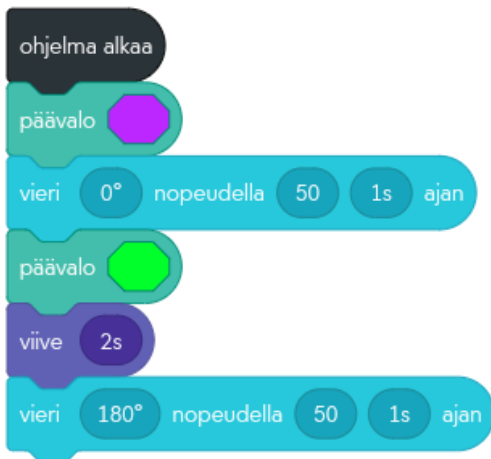 ohjelma alkaa
päävalo
vieri 0° nopeudella 50 1s ajan
päävalo
viive 2s
vieri 180° nopeudella 50 1s ajan